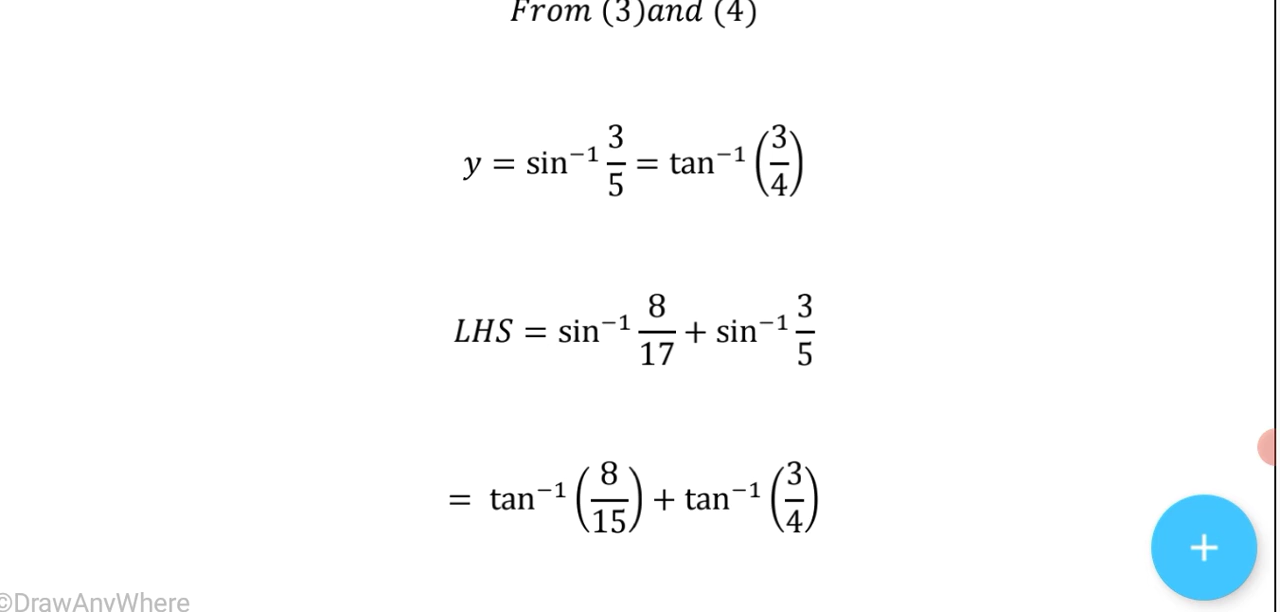 From (3)and (4)
y = sin⁻¹ 3/5 = tan⁻¹ (3/4)
LHS = sin⁻¹ 8/17 + sin⁻¹ 3/5
= tan⁻¹ (8/15) + tan⁻¹ (3/4)
+
©DrawAnyWhere